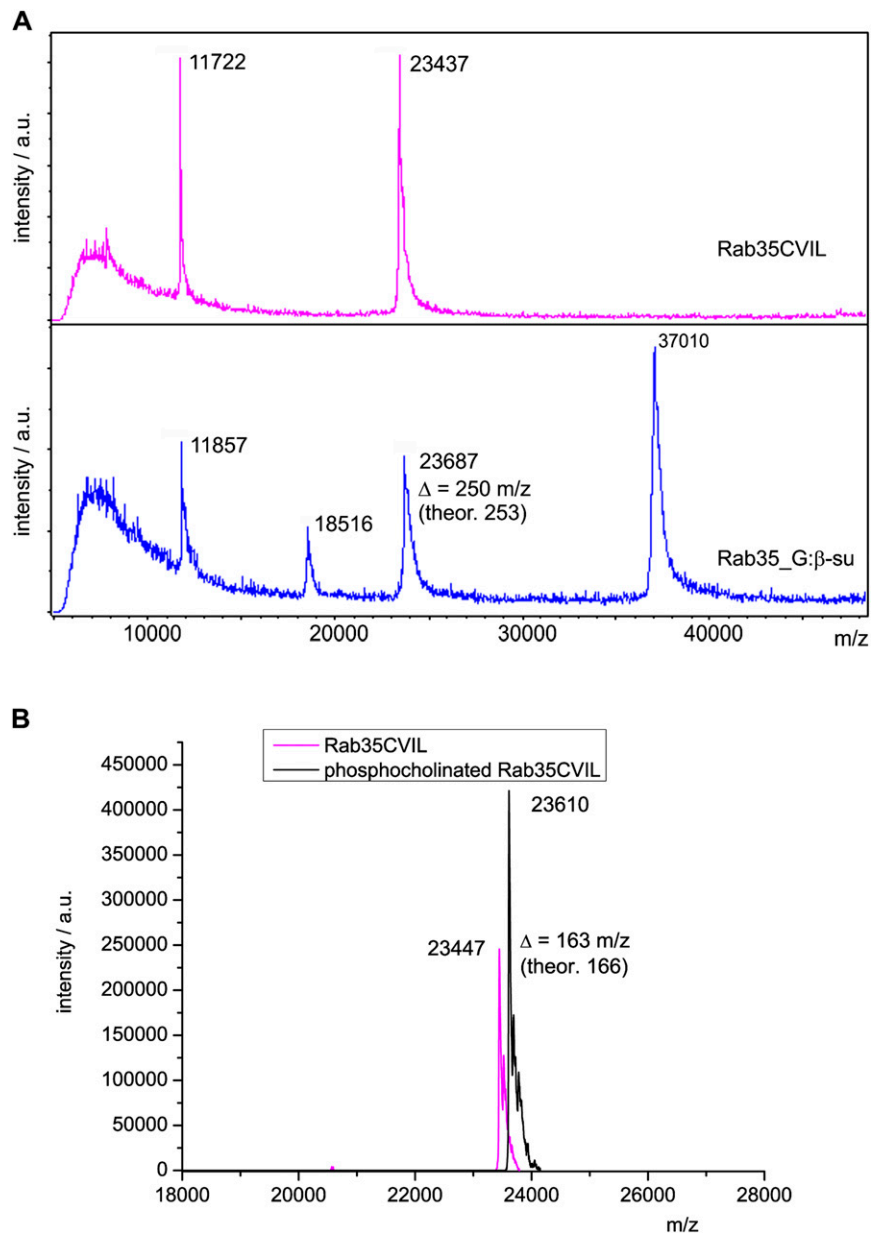 A
intensity / a.u.
11722
23437
Rab35CVIL
intensity / a.u.
37010
11857
23687
Δ = 250 m/z
(theor. 253)
18516
Rab35_G:β-su
10000 20000 30000 40000
m/z
B
Rab35CVIL
phosphocholinated Rab35CVIL
intensity / a.u.
450000
400000
350000
300000
250000
200000
150000
100000
50000
0
23610
23447
Δ = 163 m/z
(theor. 166)
18000 20000 22000 24000 26000 28000
m/z